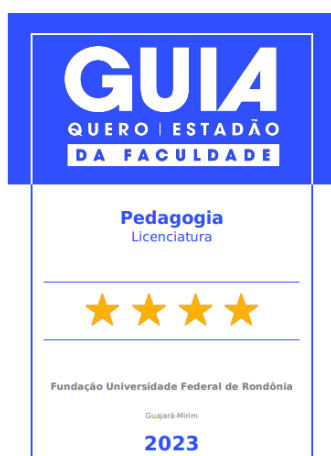 GUIA
QUERO | ESTADÃO
DA FACULDADE
Pedagogia
Licenciatura
Fundação Universidade Federal de Rondônia
Guajará-Mirim
2023